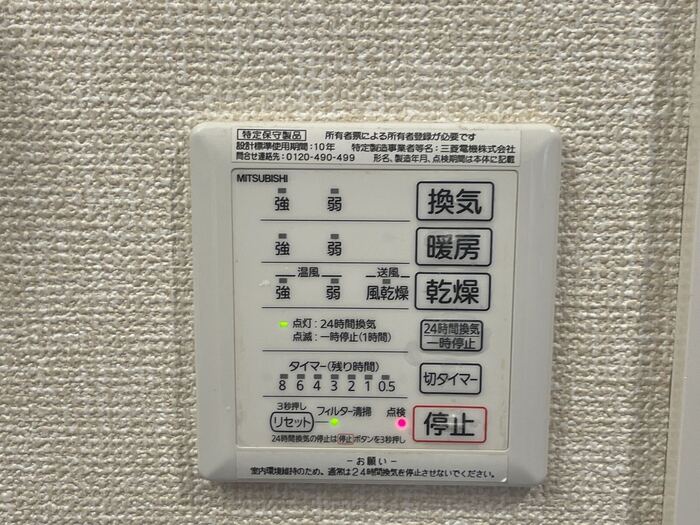 特定保守製品 所有者票による所有者登録が必要です
設計標準使用期間:10年 特定製造事業者等名:三菱電機株式会社
問合せ連絡先:0120-490-499 形名、製造年月、点検期間は本体に記載
MITSUBISHI
強 弱 換気
強 弱 暖房
温風 送風
強 弱 風乾燥 乾燥
点灯:24時間換気
点滅:一時停止(1時間)
24時間換気
一時停止
タイマー(残り時間)
8 6 4 3 2 1 0.5
切タイマー
3秒押し
リセット フィルター清掃 点検
停止
24時間換気の停止は停止ボタンを3秒押し
-お願い-
室内環境維持のため、通常は24時間換気を停止させないでください。